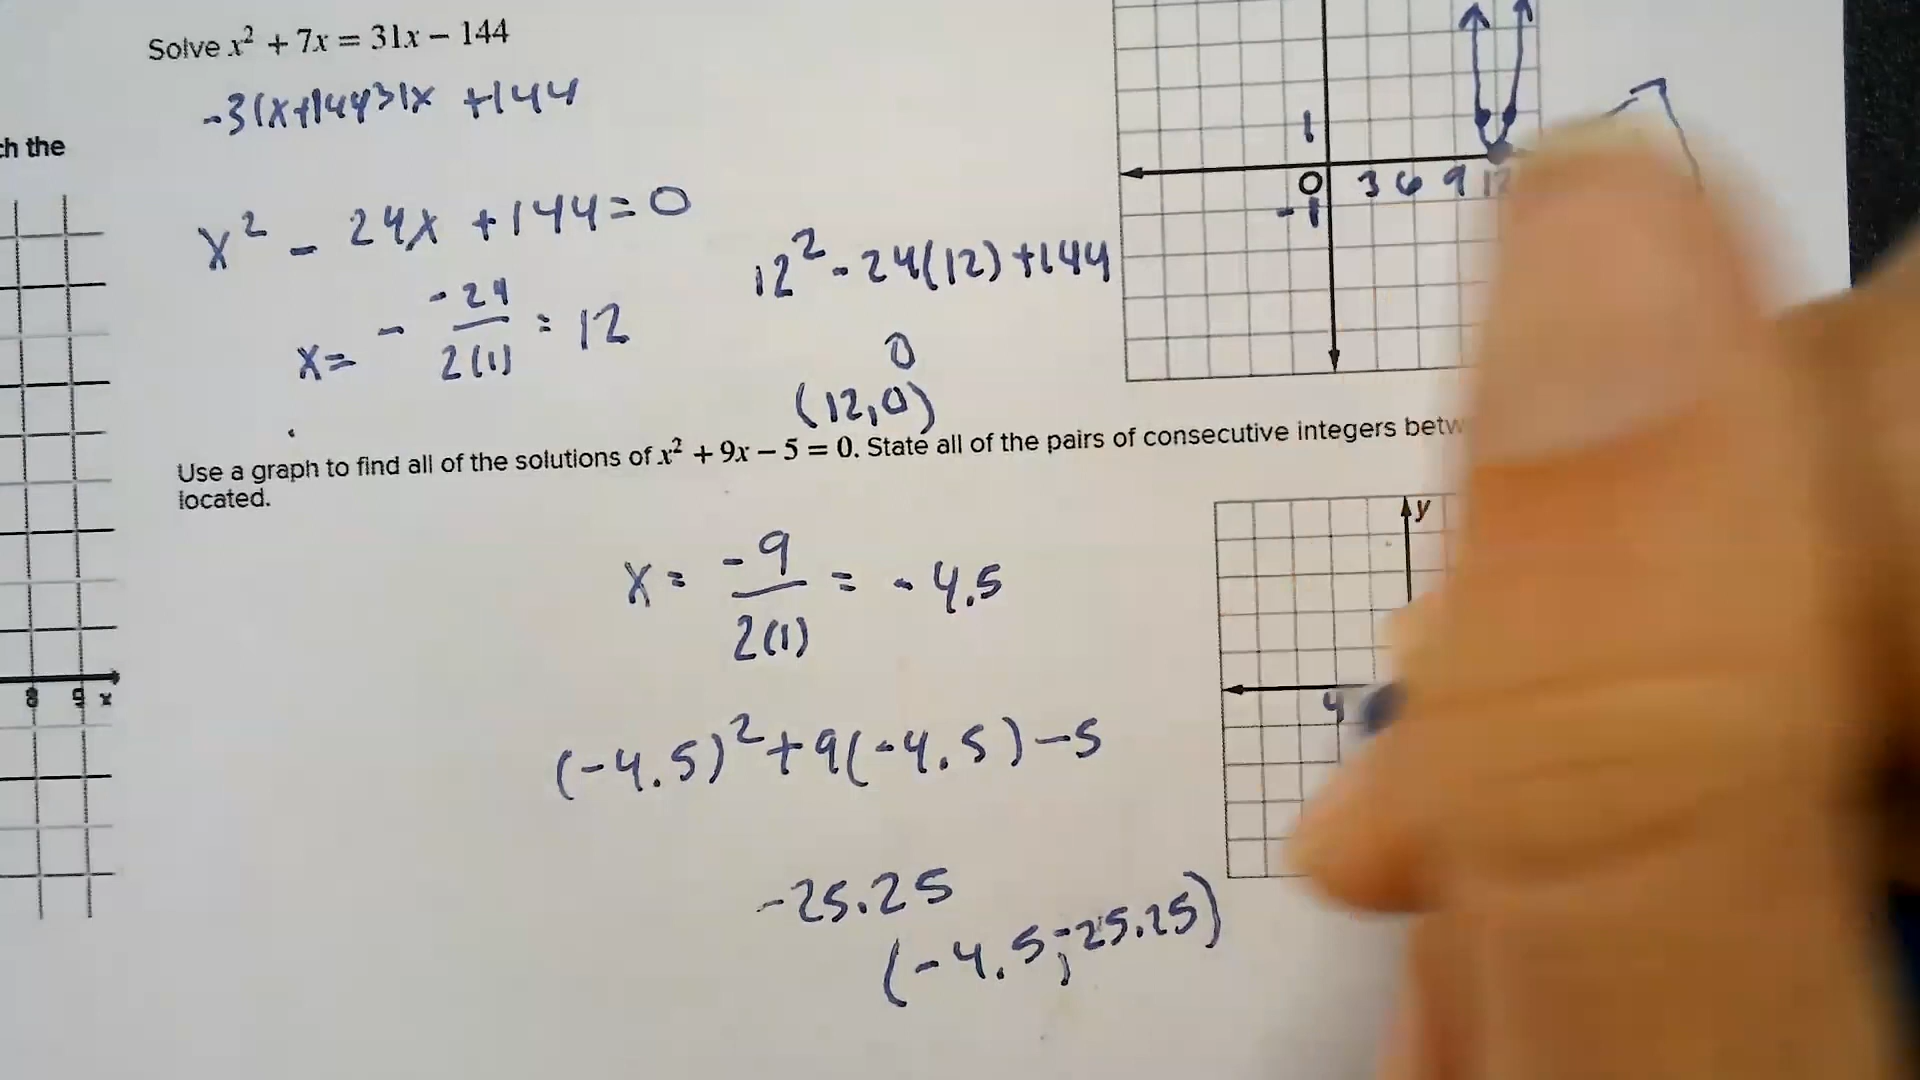 Solve x² + 7x = 31x − 144
-31x+144 -31x +144
ch the
x² - 24x +144=0
x= - -24/2(1) = 12
12² - 24(12) +144
0
(12,0)
1
0 3 6 9 12
-1
Use a graph to find all of the solutions of x² + 9x − 5 = 0. State all of the pairs of consecutive integers betw
located.
x = -9/2(1) = -4.5
(-4.5)²+9(-4.5)-5
-25.25
(-4.5,-25.25)
y
4
8 9 x